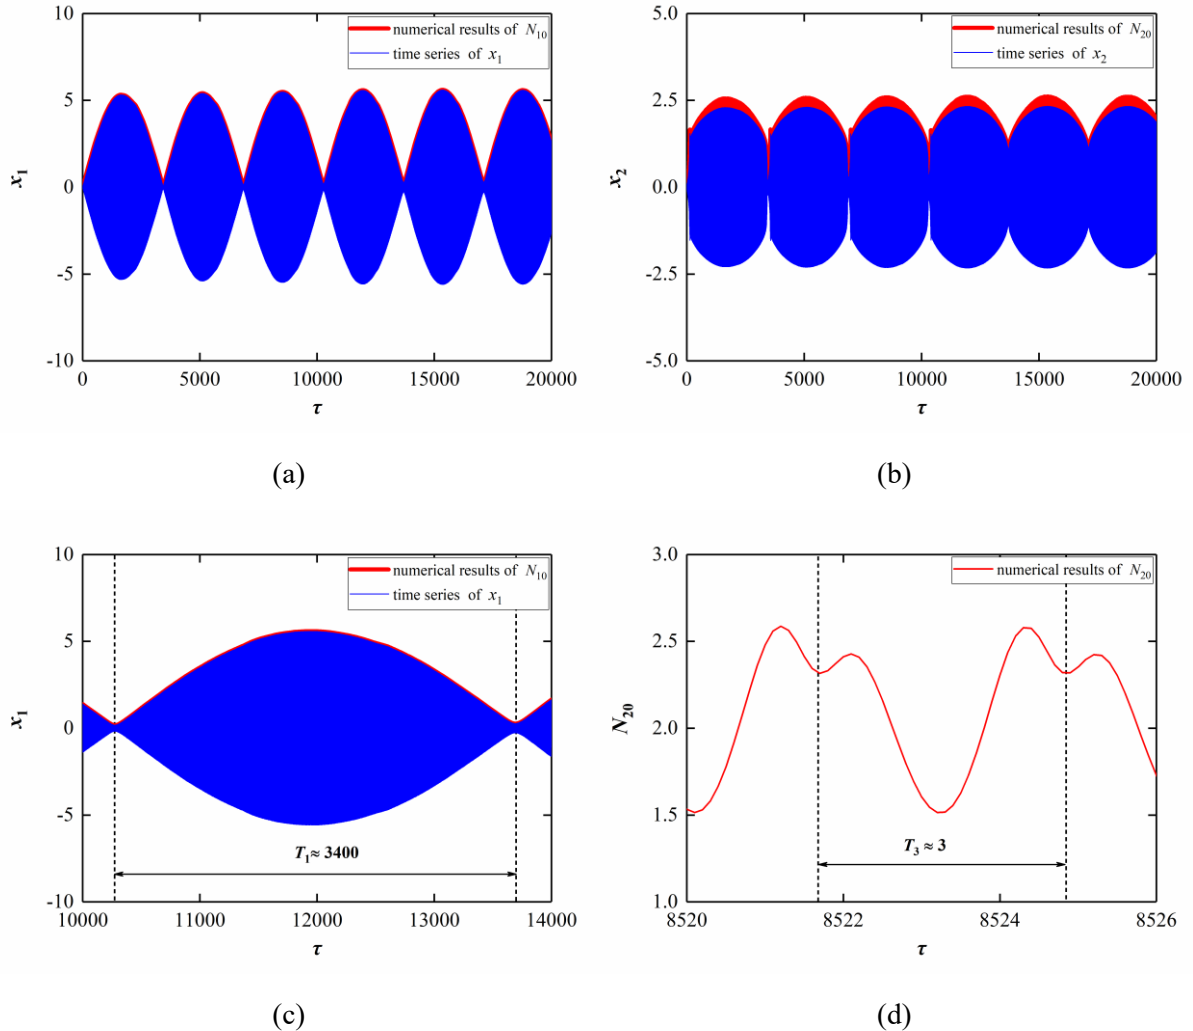 10
5
0
-5
-10
x1
numerical results of N10
time series of x1
0
5000
10000
15000
20000
τ
(a)
5.0
2.5
0.0
-2.5
-5.0
x2
numerical results of N20
time series of x2
0
5000
10000
15000
20000
τ
(b)
10
5
0
-5
-10
x1
numerical results of N10
time series of x1
T1≈ 3400
10000
11000
12000
13000
14000
τ
(c)
3.0
2.5
2.0
1.5
1.0
N20
numerical results of N20
T3 ≈ 3
8520
8522
8524
8526
τ
(d)